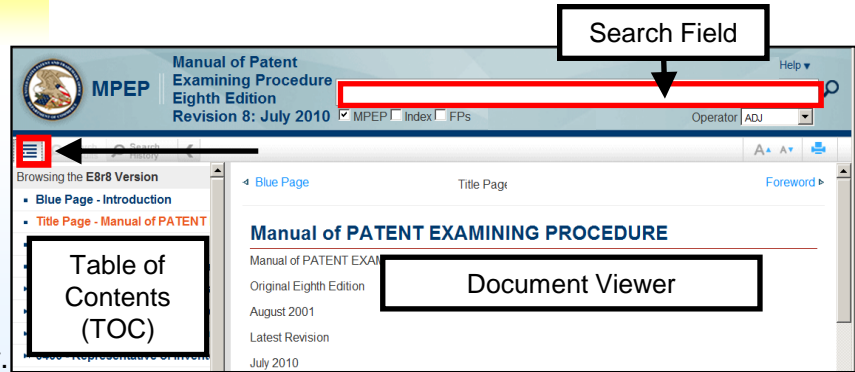 Search Field
Manual of Patent
Examining Procedure
Eighth Edition
Revision 8: July 2010
MPEP
Help
MPEP Index FPs
Operator ADJ
Search
History
A A
Browsing the E8r8 Version
Blue Page - Introduction
Title Page - Manual of PATENT
Blue Page Title Page Foreword
Manual of PATENT EXAMINING PROCEDURE
Manual of PATENT
Original Eighth Edition
August 2001
Latest Revision
July 2010
Table of
Contents
(TOC)
Document Viewer